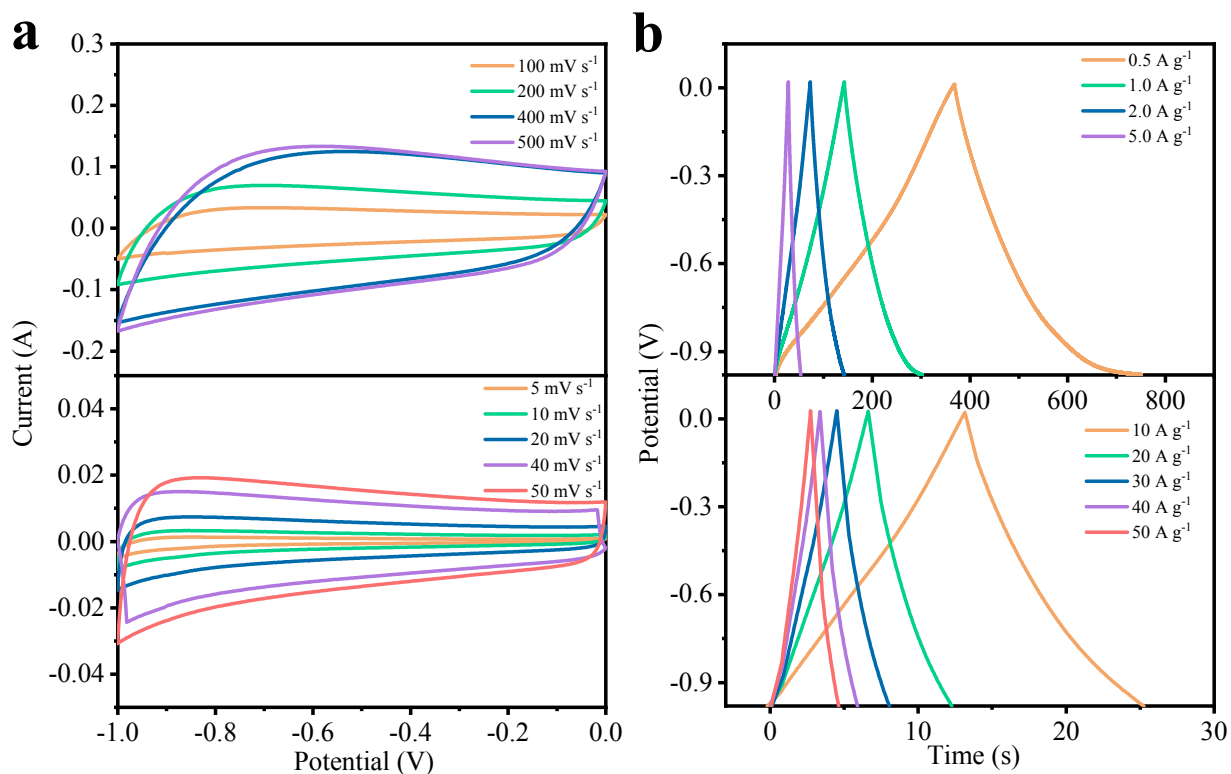 a
0.3
0.2
0.1
0.0
-0.1
-0.2
100 mV s⁻¹
200 mV s⁻¹
400 mV s⁻¹
500 mV s⁻¹
Current (A)
0.04
0.02
0.00
-0.02
-0.04
5 mV s⁻¹
10 mV s⁻¹
20 mV s⁻¹
40 mV s⁻¹
50 mV s⁻¹
-1.0 -0.8 -0.6 -0.4 -0.2 0.0
Potential (V)
b
0.0
-0.3
-0.6
-0.9
0.5 A g⁻¹
1.0 A g⁻¹
2.0 A g⁻¹
5.0 A g⁻¹
0 200 400 600 800
Potential (V)
0.0
-0.3
-0.6
-0.9
10 A g⁻¹
20 A g⁻¹
30 A g⁻¹
40 A g⁻¹
50 A g⁻¹
0 10 20 30
Time (s)